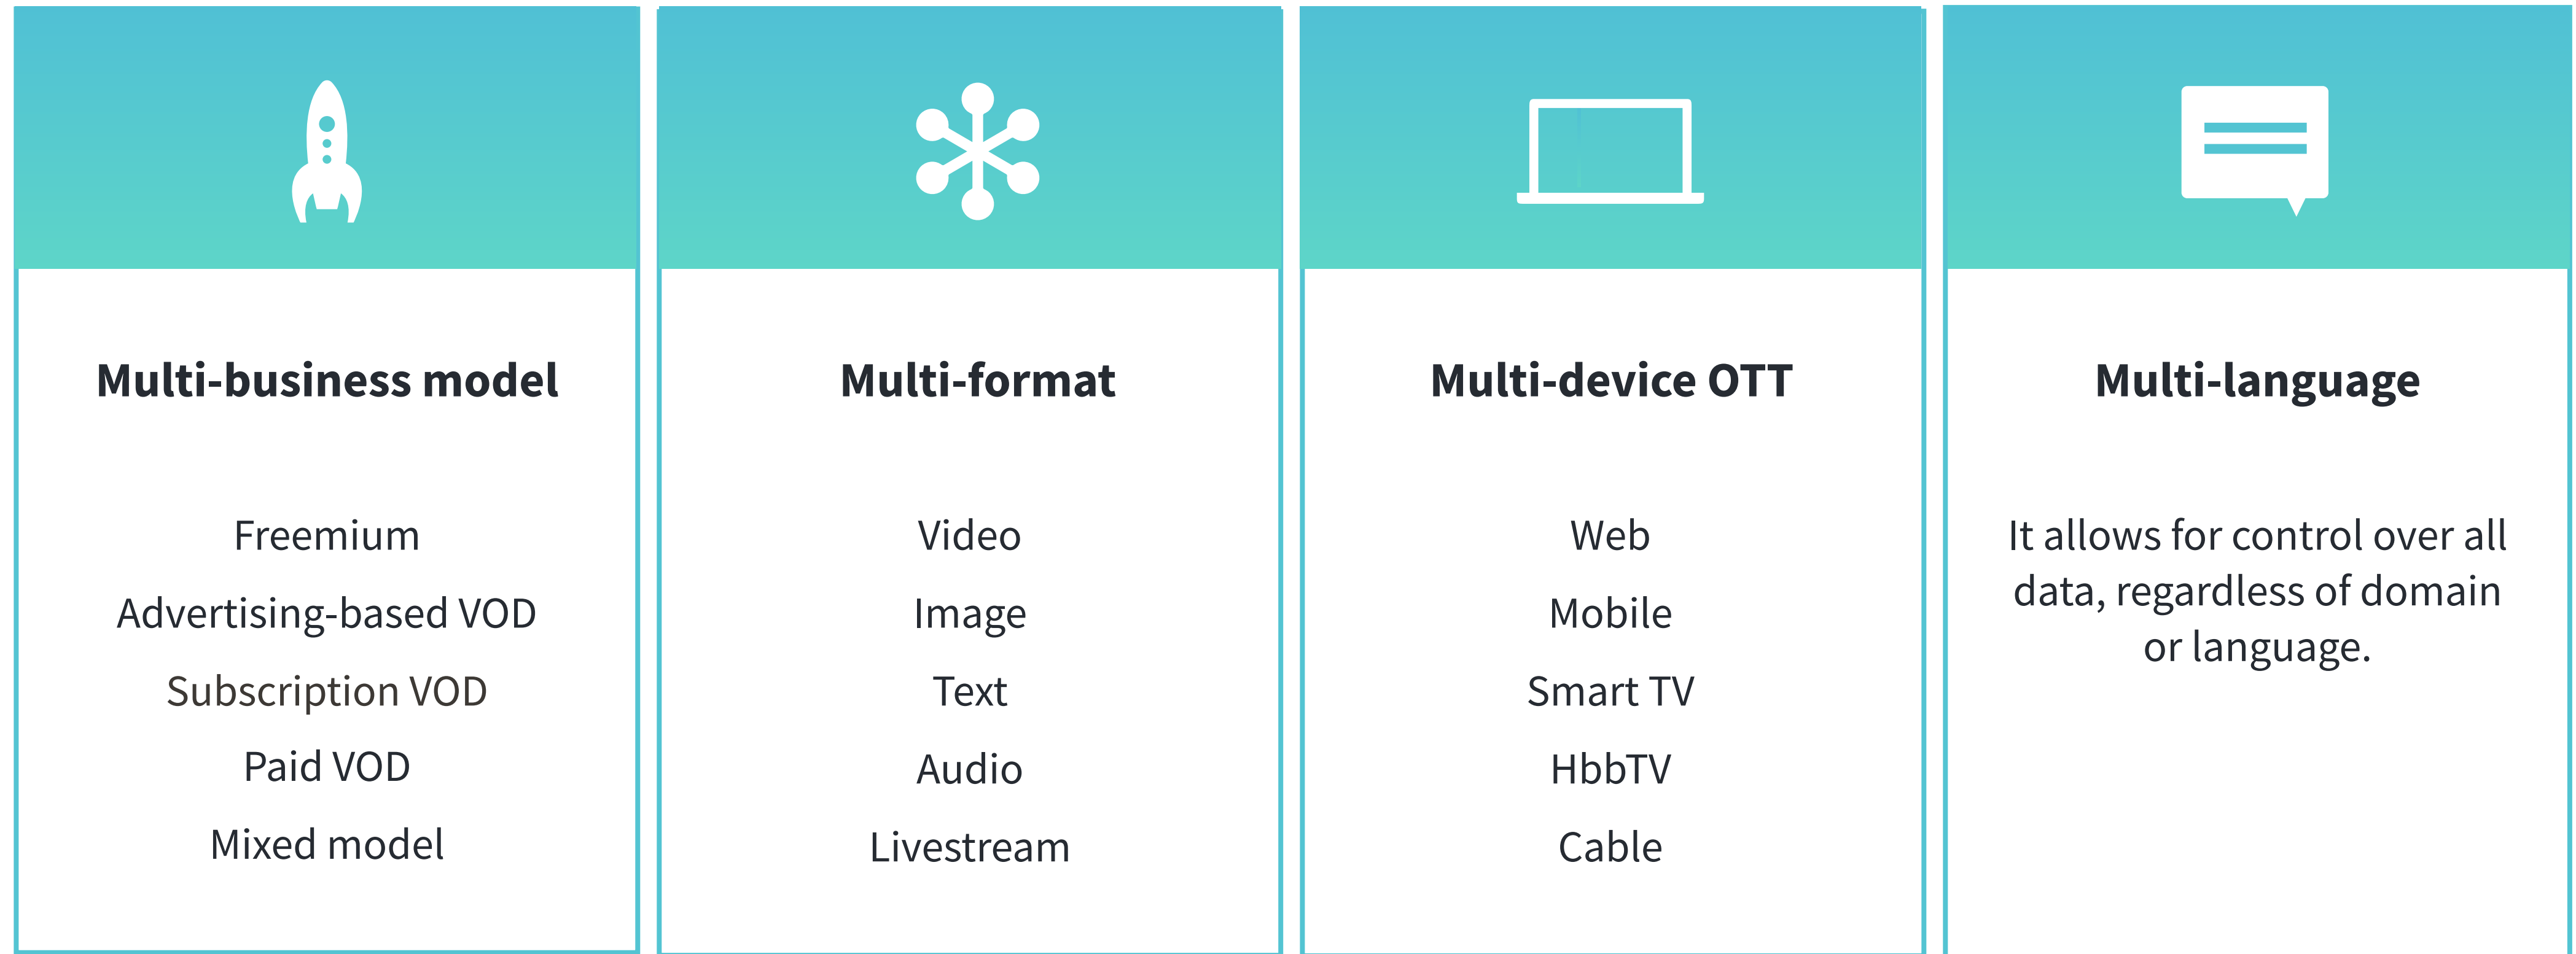 Multi-business model
Freemium
Advertising-based VOD
Subscription VOD
Paid VOD
Mixed model
Multi-format
Video
Image
Text
Audio
Livestream
Multi-device OTT
Web
Mobile
Smart TV
HbbTV
Cable
Multi-language
It allows for control over all
data, regardless of domain
or language.